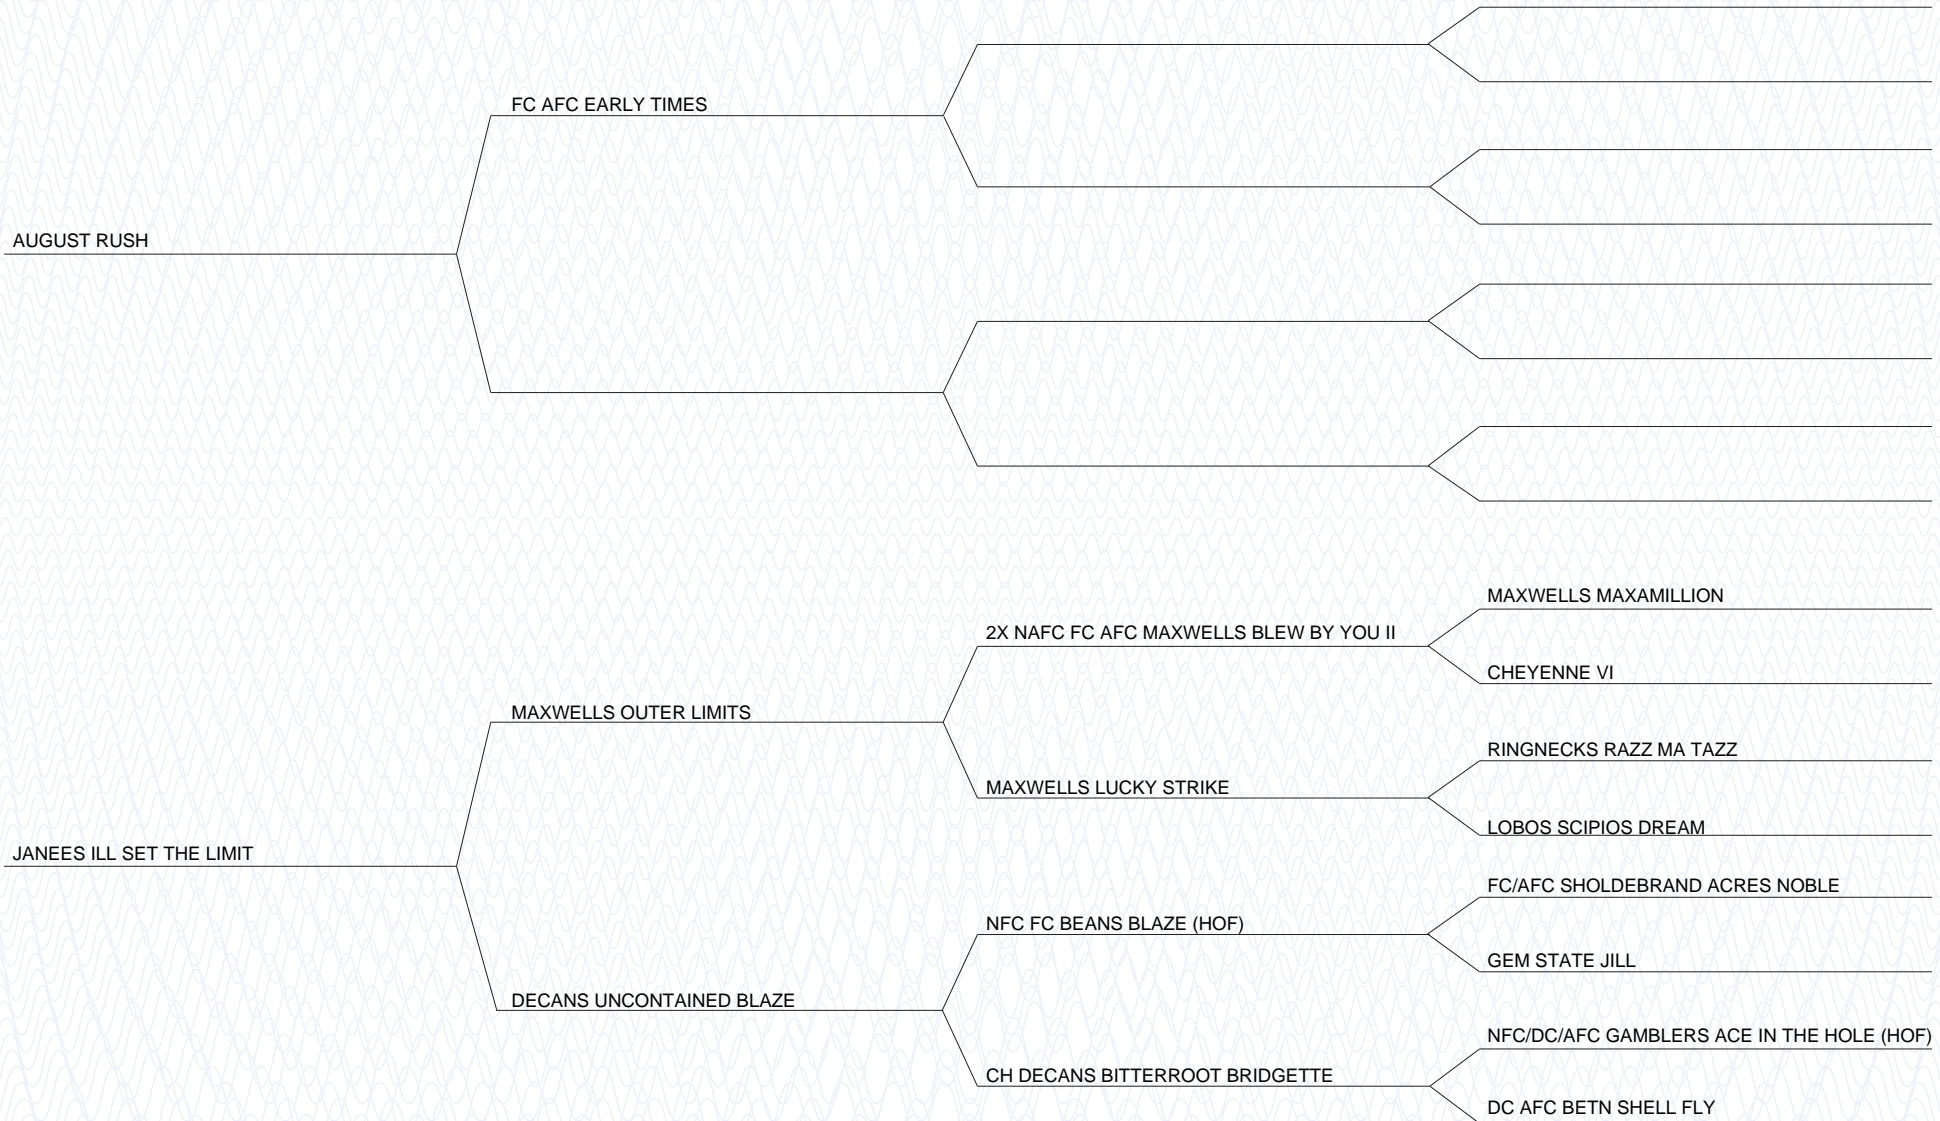 FC AFC EARLY TIMES
AUGUST RUSH
MAXWELLS MAXAMILLION
2X NAFC FC AFC MAXWELLS BLEW BY YOU II
CHEYENNE VI
MAXWELLS OUTER LIMITS
RINGNECKS RAZZ MA TAZZ
MAXWELLS LUCKY STRIKE
LOBOS SCIPIOS DREAM
JANEES ILL SET THE LIMIT
FC/AFC SHOLDEBRAND ACRES NOBLE
NFC FC BEANS BLAZE (HOF)
GEM STATE JILL
DECANS UNCONTAINED BLAZE
NFC/DC/AFC GAMBLERS ACE IN THE HOLE (HOF)
CH DECANS BITTERROOT BRIDGETTE
DC AFC BETN SHELL FLY